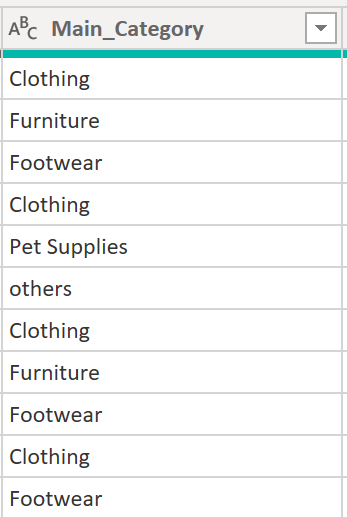 ABC Main_Category
Clothing
Furniture
Footwear
Clothing
Pet Supplies
others
Clothing
Furniture
Footwear
Clothing
Footwear